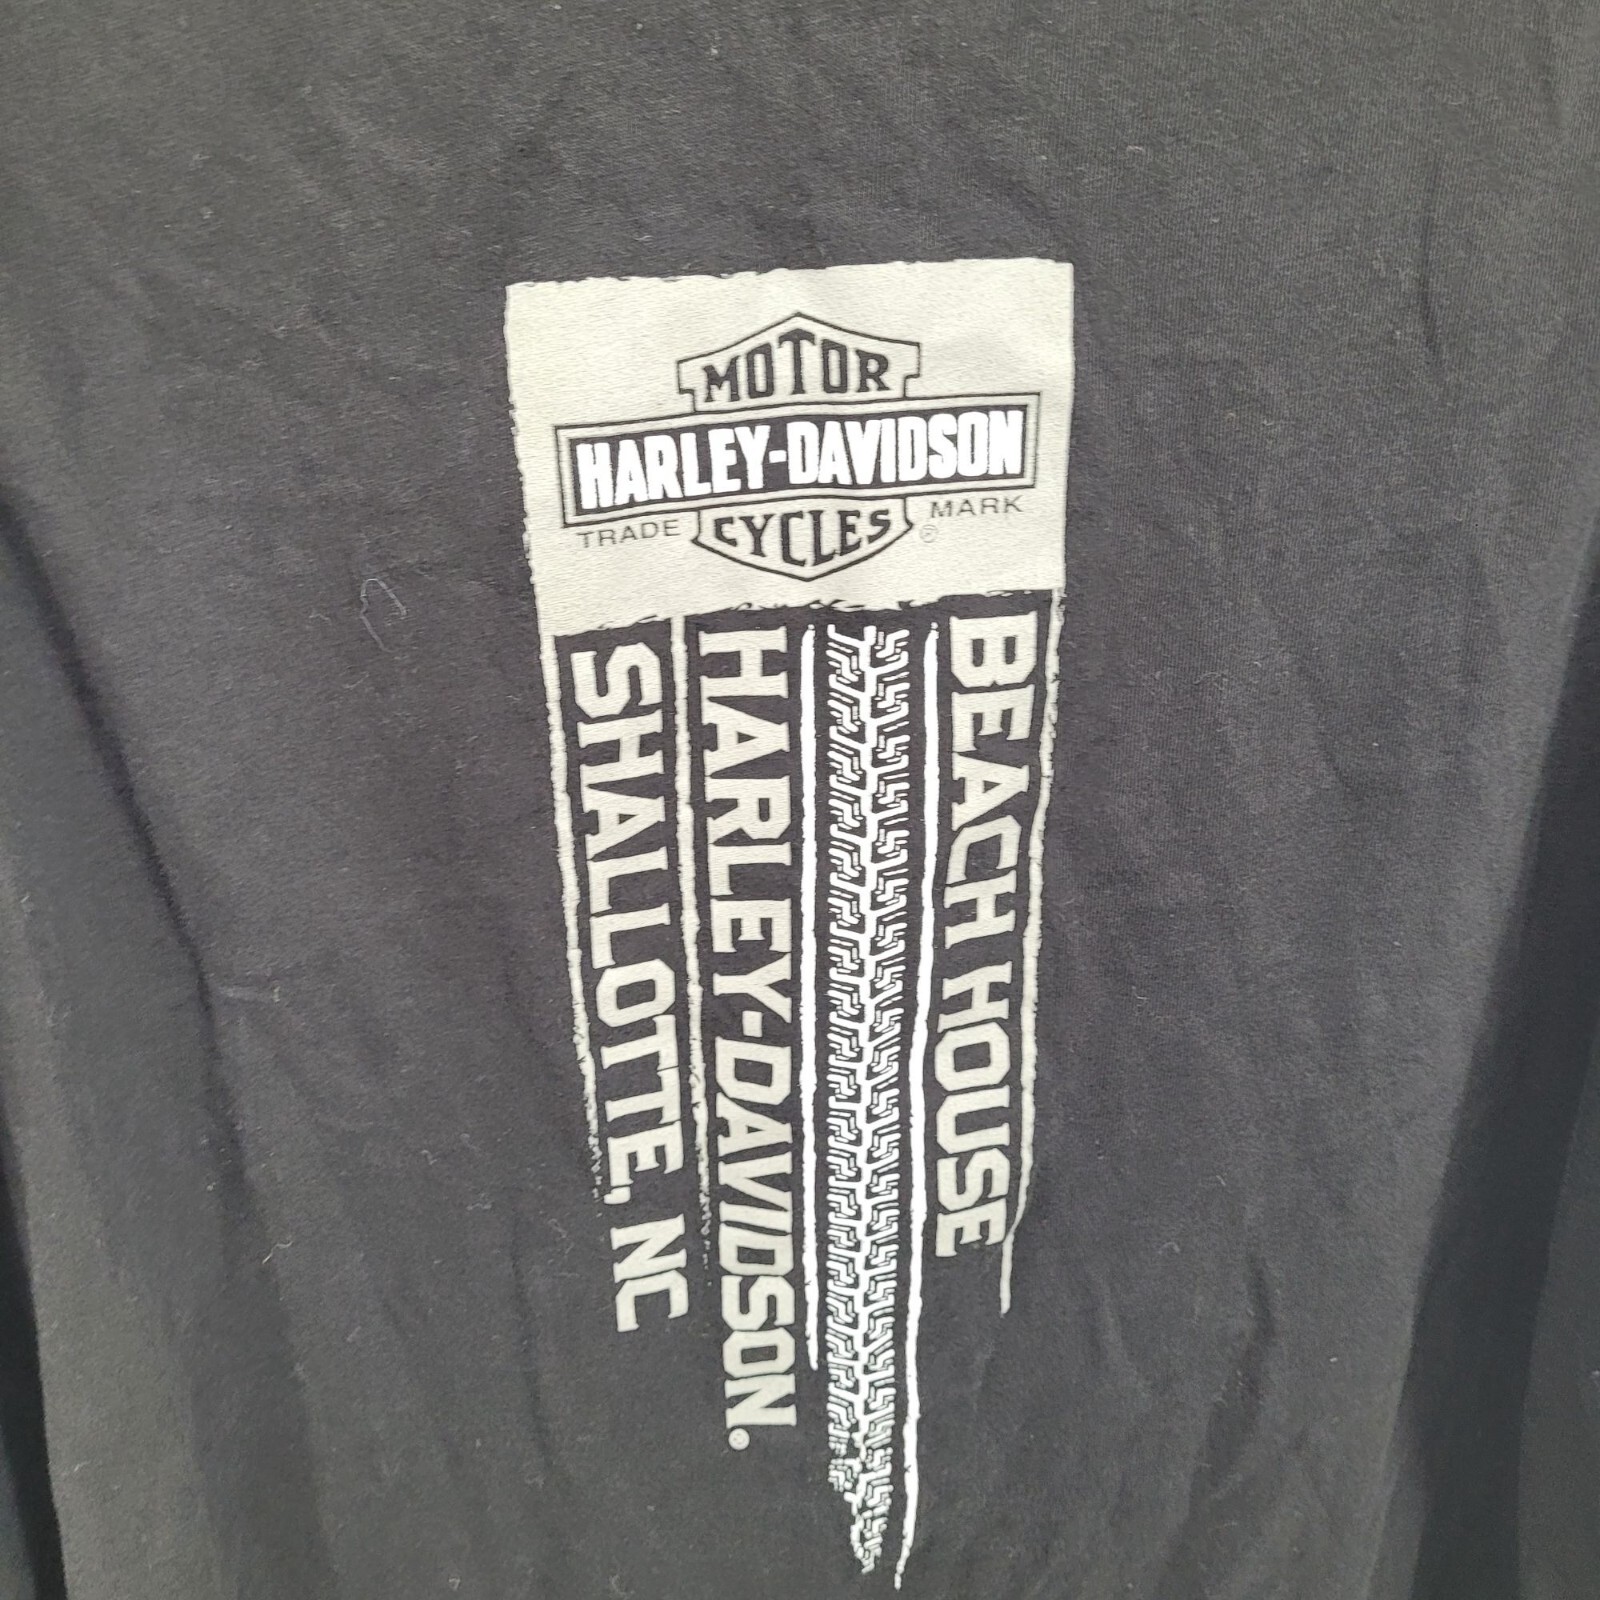 MOTOR
HARLEY-DAVIDSON
CYCLES
TRADE MARK ®
BEACH HOUSE
HARLEY-DAVIDSON®
SHALLOTTE, NC